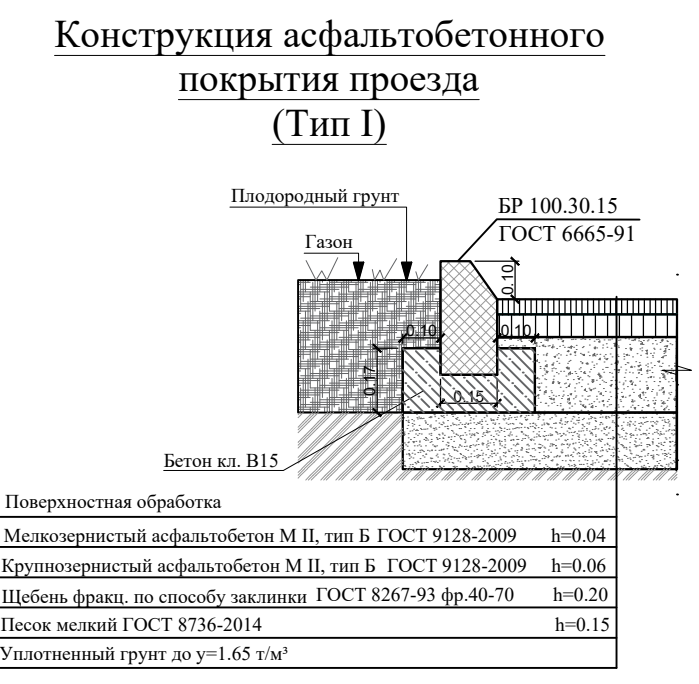 Конструкция асфальтобетонного
покрытия проезда
(Тип I)
Плодородный грунт
БР 100.30.15
ГОСТ 6665-91
Газон
0.10
0.10
0.10
0.17
0.15
Бетон кл. В15
Поверхностная обработка
Мелкозернистый асфальтобетон М II, тип Б ГОСТ 9128-2009 h=0.04
Крупнозернистый асфальтобетон М II, тип Б ГОСТ 9128-2009 h=0.06
Щебень фракц. по способу заклинки ГОСТ 8267-93 фр.40-70 h=0.20
Песок мелкий ГОСТ 8736-2014 h=0.15
Уплотненный грунт до y=1.65 т/м³